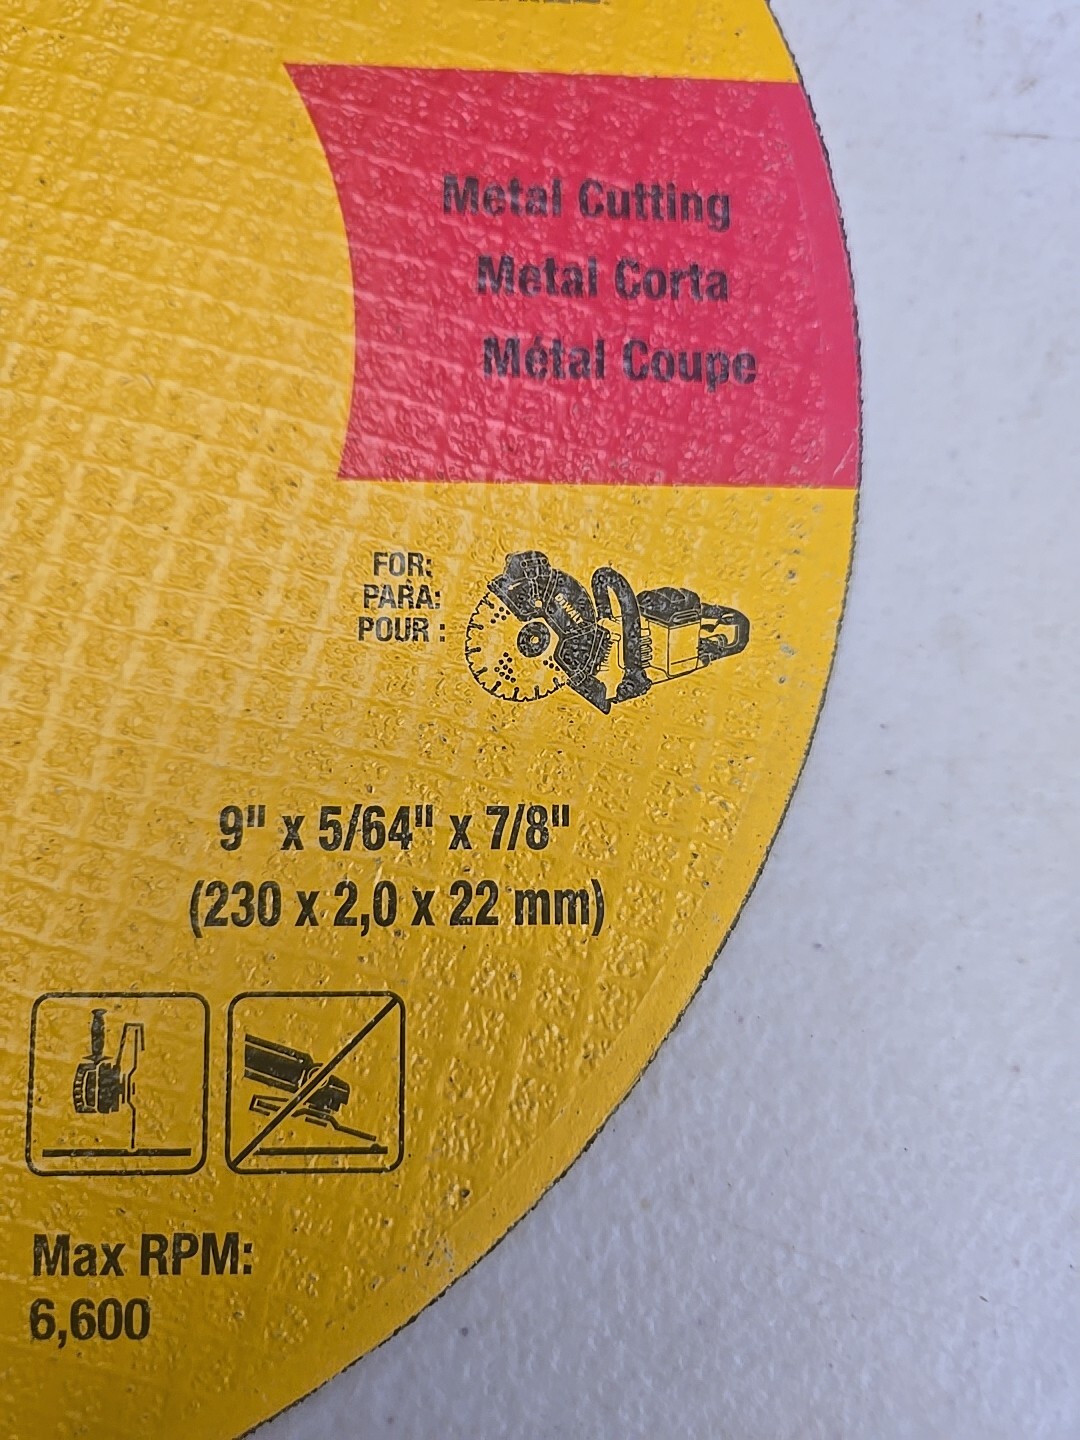 Metal Cutting
Metal Corta
Métal Coupe
FOR:
PARA:
POUR :
DEWALT
9" x 5/64" x 7/8"
(230 x 2,0 x 22 mm)
Max RPM:
6,600